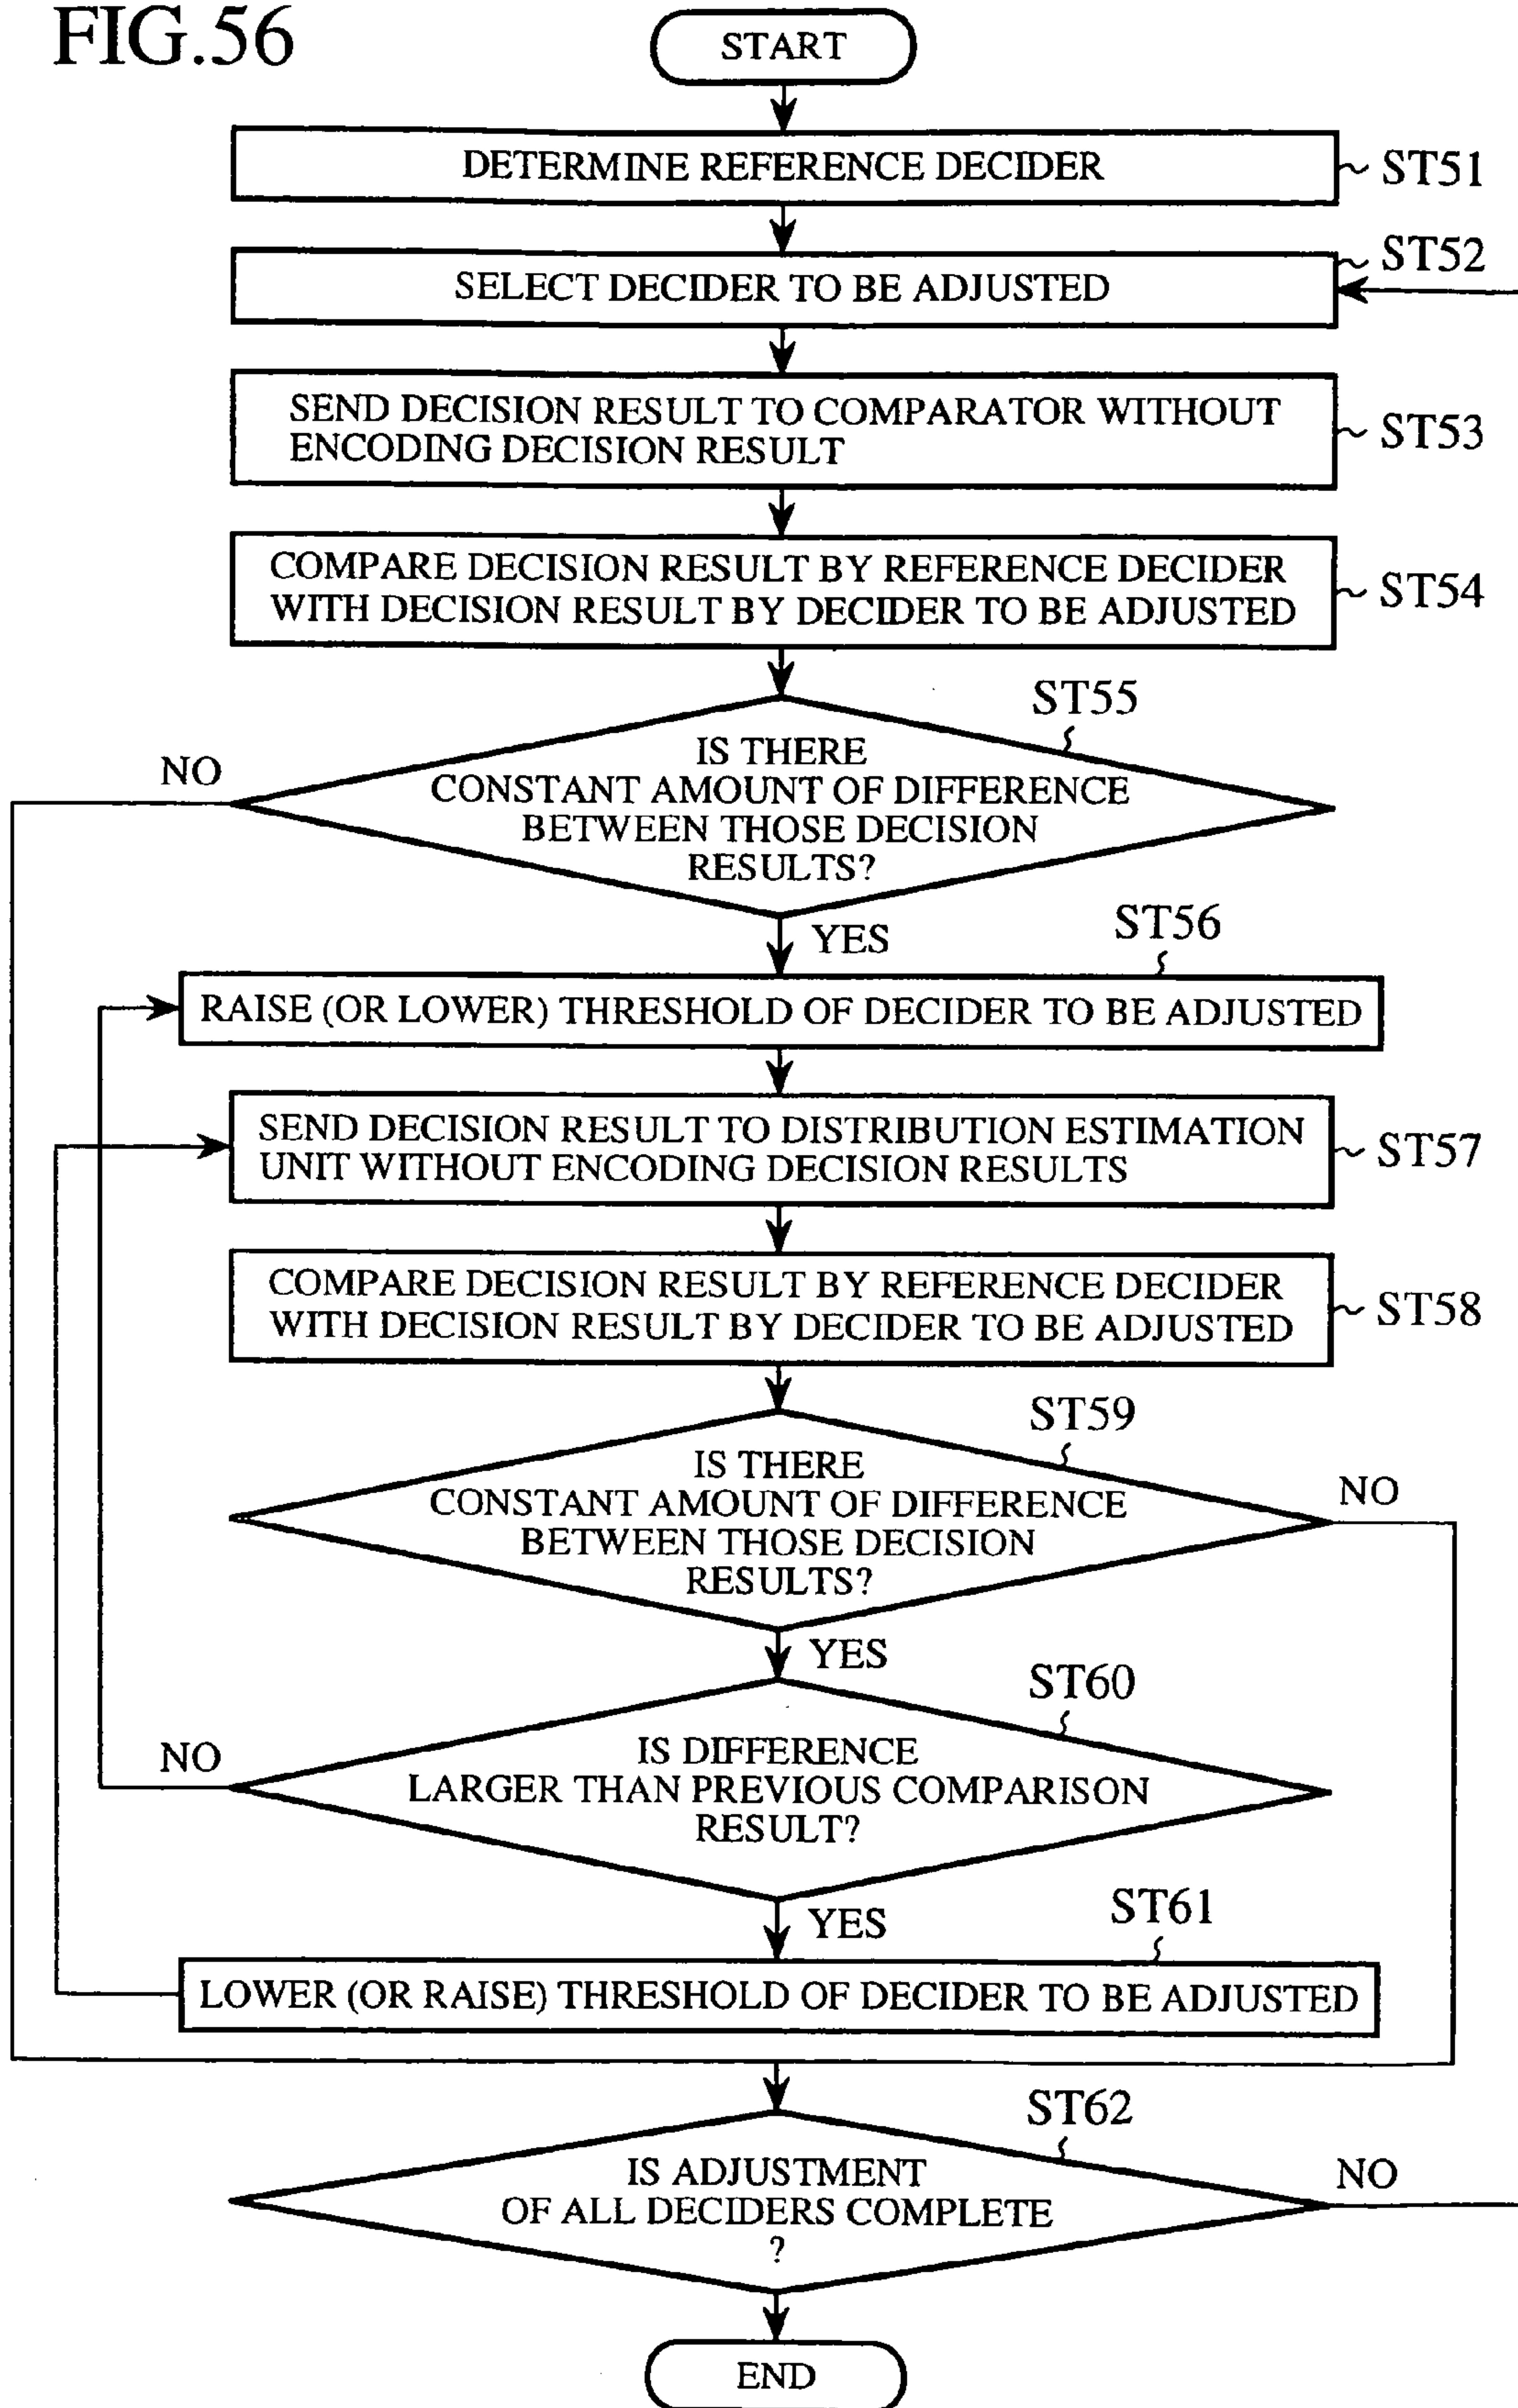 FIG.56
START
DETERMINE REFERENCE DECIDER
ST51
SELECT DECIDER TO BE ADJUSTED
ST52
SEND DECISION RESULT TO COMPARATOR WITHOUT
ENCODING DECISION RESULT
ST53
COMPARE DECISION RESULT BY REFERENCE DECIDER
WITH DECISION RESULT BY DECIDER TO BE ADJUSTED
ST54
ST55
IS THERE
CONSTANT AMOUNT OF DIFFERENCE
BETWEEN THOSE DECISION
RESULTS?
NO
YES
ST56
RAISE (OR LOWER) THRESHOLD OF DECIDER TO BE ADJUSTED
SEND DECISION RESULT TO DISTRIBUTION ESTIMATION
UNIT WITHOUT ENCODING DECISION RESULTS
ST57
COMPARE DECISION RESULT BY REFERENCE DECIDER
WITH DECISION RESULT BY DECIDER TO BE ADJUSTED
ST58
ST59
IS THERE
CONSTANT AMOUNT OF DIFFERENCE
BETWEEN THOSE DECISION
RESULTS?
NO
YES
ST60
IS DIFFERENCE
LARGER THAN PREVIOUS COMPARISON
RESULT?
NO
YES
ST61
LOWER (OR RAISE) THRESHOLD OF DECIDER TO BE ADJUSTED
ST62
IS ADJUSTMENT
OF ALL DECIDERS COMPLETE
?
NO
END